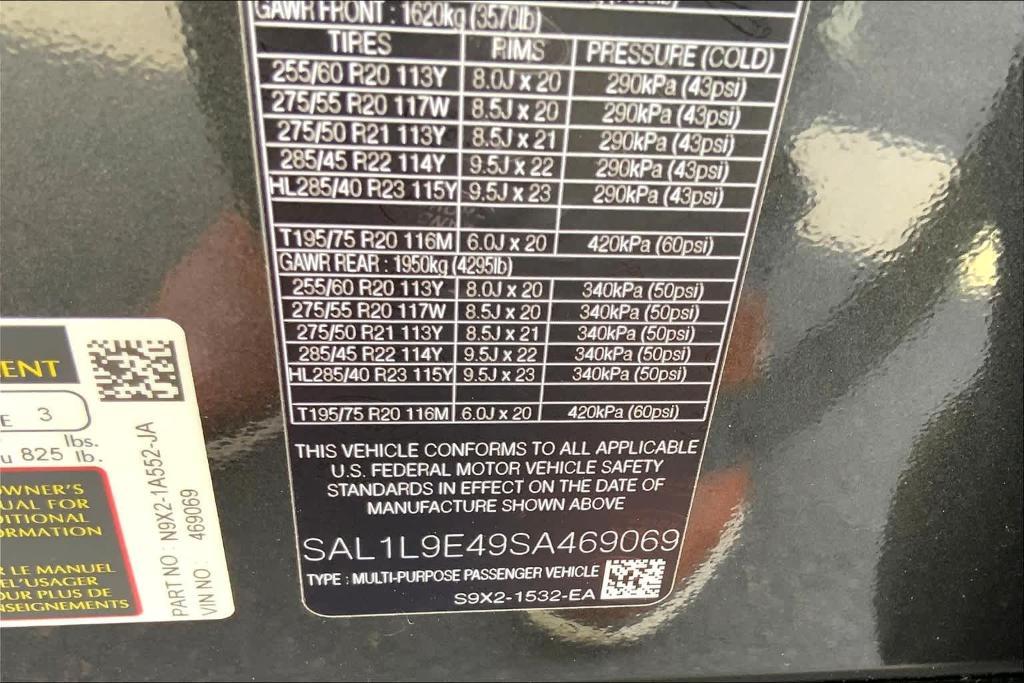 GAWR FRONT : 1620kg (3570lb)
TIRES RIMS PRESSURE (COLD)
255/60 R20 113Y 8.0J x 20 290kPa (43psi)
275/55 R20 117W 8.5J x 20 290kPa (43psi)
275/50 R21 113Y 8.5J x 21 290kPa (43psi)
285/45 R22 114Y 9.5J x 22 290kPa (43psi)
HL285/40 R23 115Y 9.5J x 23 290kPa (43psi)
T195/75 R20 116M 6.0J x 20 420kPa (60psi)
GAWR REAR : 1950kg (4295lb)
255/60 R20 113Y 8.0J x 20 340kPa (50psi)
275/55 R20 117W 8.5J x 20 340kPa (50psi)
275/50 R21 113Y 8.5J x 21 340kPa (50psi)
285/45 R22 114Y 9.5J x 22 340kPa (50psi)
HL285/40 R23 115Y 9.5J x 23 340kPa (50psi)
T195/75 R20 116M 6.0J x 20 420kPa (60psi)
THIS VEHICLE CONFORMS TO ALL APPLICABLE
U.S. FEDERAL MOTOR VEHICLE SAFETY
STANDARDS IN EFFECT ON THE DATE OF
MANUFACTURE SHOWN ABOVE
SAL1L9E49SA469069
TYPE : MULTI-PURPOSE PASSENGER VEHICLE
S9X2-1532-EA
ENT
E 3
u 825 lbs. lb.
OWNER'S
UAL FOR
DITIONAL
ORMATION
R LE MANUEL
EL'USAGER
OUR PLUS DE
NSEIGNEMENTS
PART NO : N9X2-1A552-JA
VIN NO : 469069